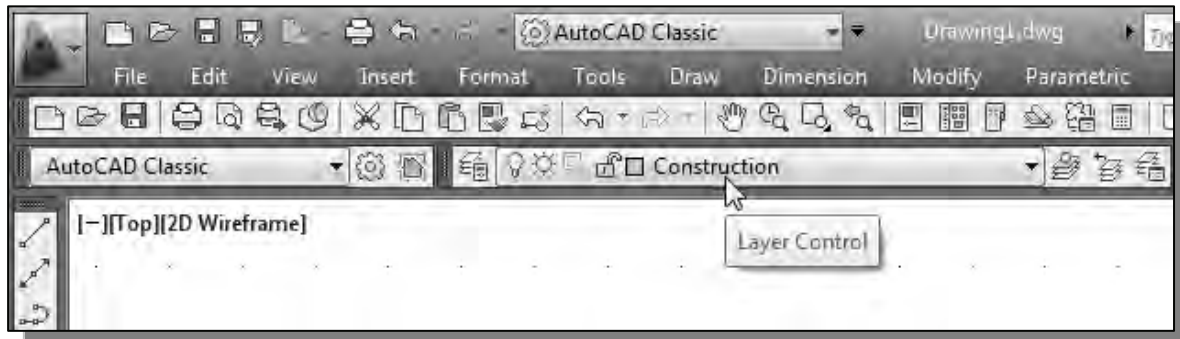 AutoCAD Classic Drawing1.dwg
File Edit View Insert Format Tools Draw Dimension Modify Parametric
AutoCAD Classic Construction
Layer Control
[−][Top][2D Wireframe]